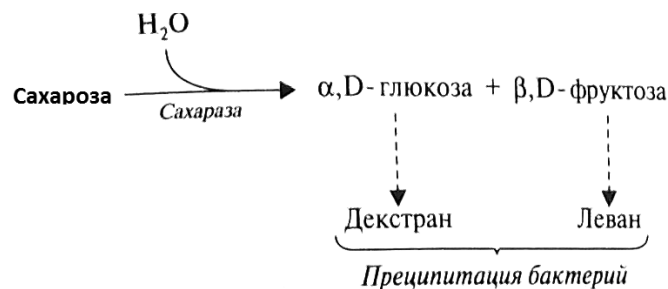 H₂O
Сахароза
Сахараза
α,D-глюкоза + β,D-фруктоза
Декстран
Леван
Преципитация бактерий